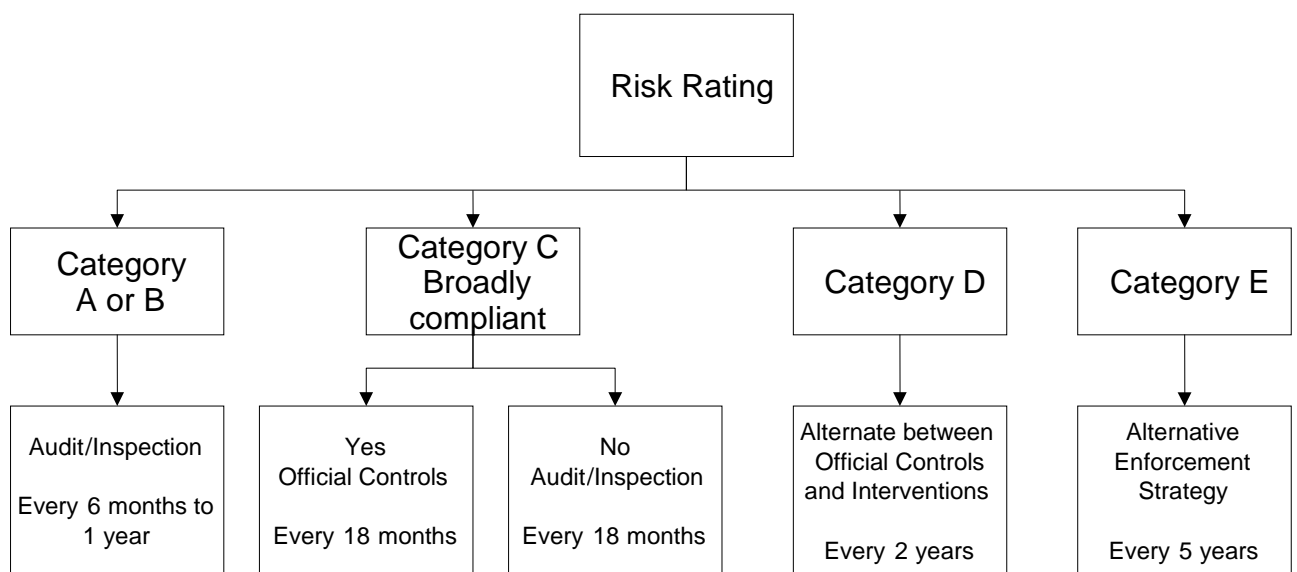 Risk Rating
Category
A or B
Category C
Broadly
compliant
Category D
Category E
Audit/Inspection
Every 6 months to
1 year
Yes
Official Controls
Every 18 months
No
Audit/Inspection
Every 18 months
Alternate between
Official Controls
and Interventions
Every 2 years
Alternative
Enforcement
Strategy
Every 5 years